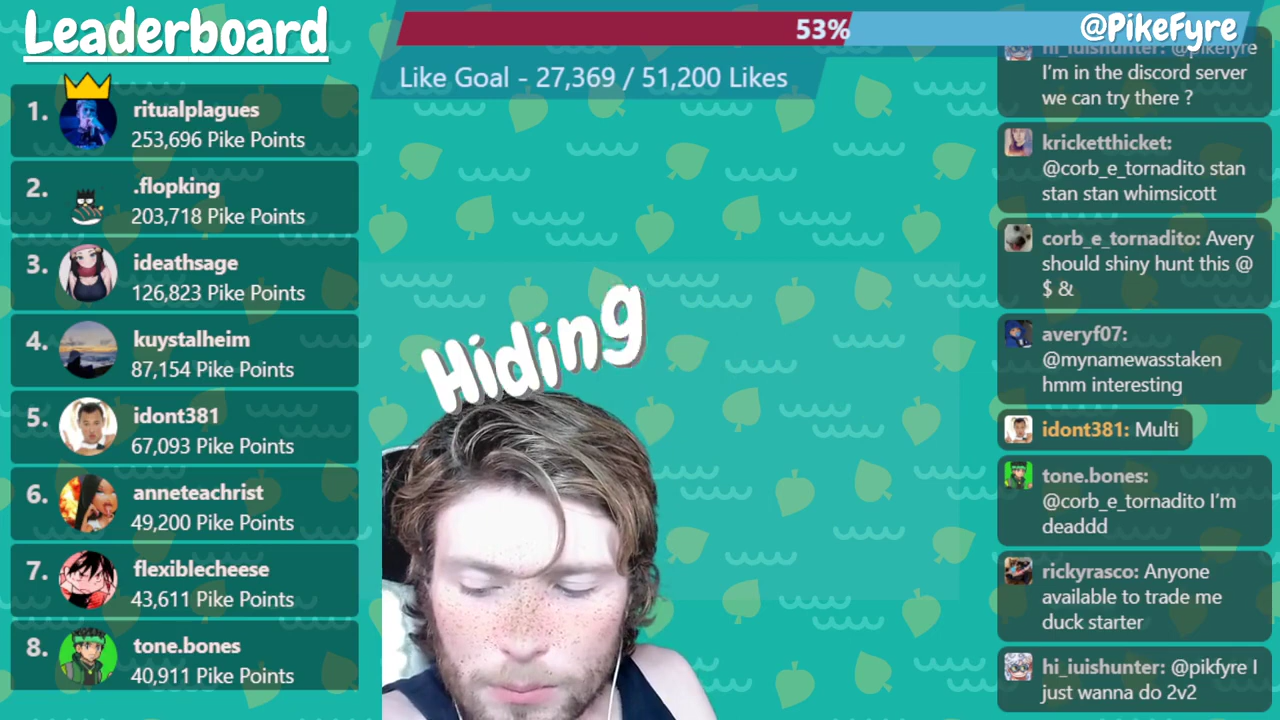 Leaderboard
1.
ritualplagues
253,696 Pike Points
2.
.flopking
203,718 Pike Points
3.
ideathsage
126,823 Pike Points
4.
kuystalheim
87,154 Pike Points
5.
idont381
67,093 Pike Points
6.
anneteachrist
49,200 Pike Points
7.
flexiblecheese
43,611 Pike Points
8.
tone.bones
40,911 Pike Points
53%
Like Goal - 27,369 / 51,200 Likes
Hiding
@PikeFyre
hi_iuishunter: @pikefyre
I'm in the discord server
we can try there ?
kricketthicket:
@corb_e_tornadito stan
stan stan whimsicott
corb_e_tornadito: Avery
should shiny hunt this @
$ &
averyf07:
@mynamewasstaken
hmm interesting
idont381: Multi
tone.bones:
@corb_e_tornadito I'm
deaddd
rickyrasco: Anyone
available to trade me
duck starter
hi_iuishunter: @pikfyre I
just wanna do 2v2